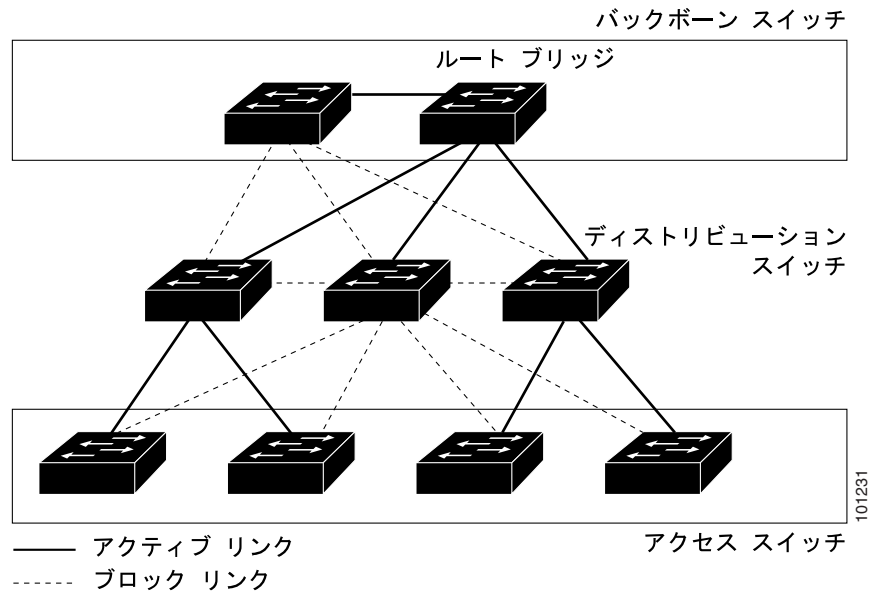 バックボーン スイッチ
ルート ブリッジ
ディストリビューション
スイッチ
101231
アクセス スイッチ
アクティブ リンク
ブロック リンク